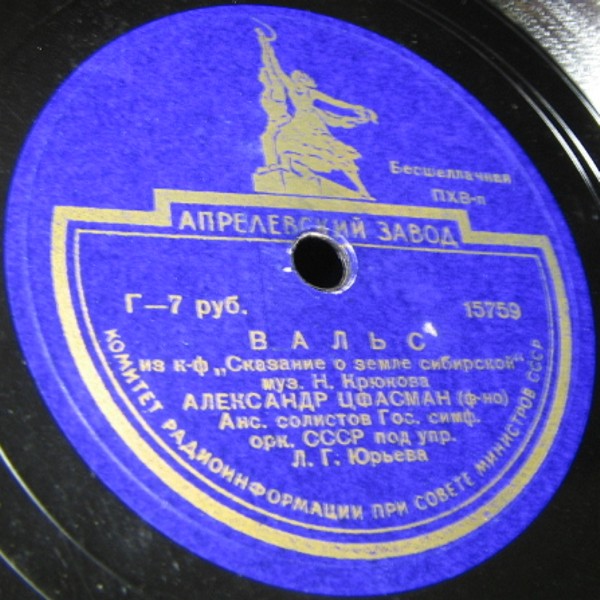 Бесшеллачная
ПХВ-п
АПРЕЛЕВСКИЙ ЗАВОД
Г—7 руб. 15759
ВАЛЬС
из к-ф „Сказание о земле сибирской“
муз. Н. Крюкова
АЛЕКСАНДР ЦФАСМАН (ф-но)
Анс. солистов Гос. симф.
орк. СССР под упр.
Л. Г. Юрьева
КОМИТЕТ РАДИОИНФОРМАЦИИ ПРИ СОВЕТЕ МИНИСТРОВ СССР